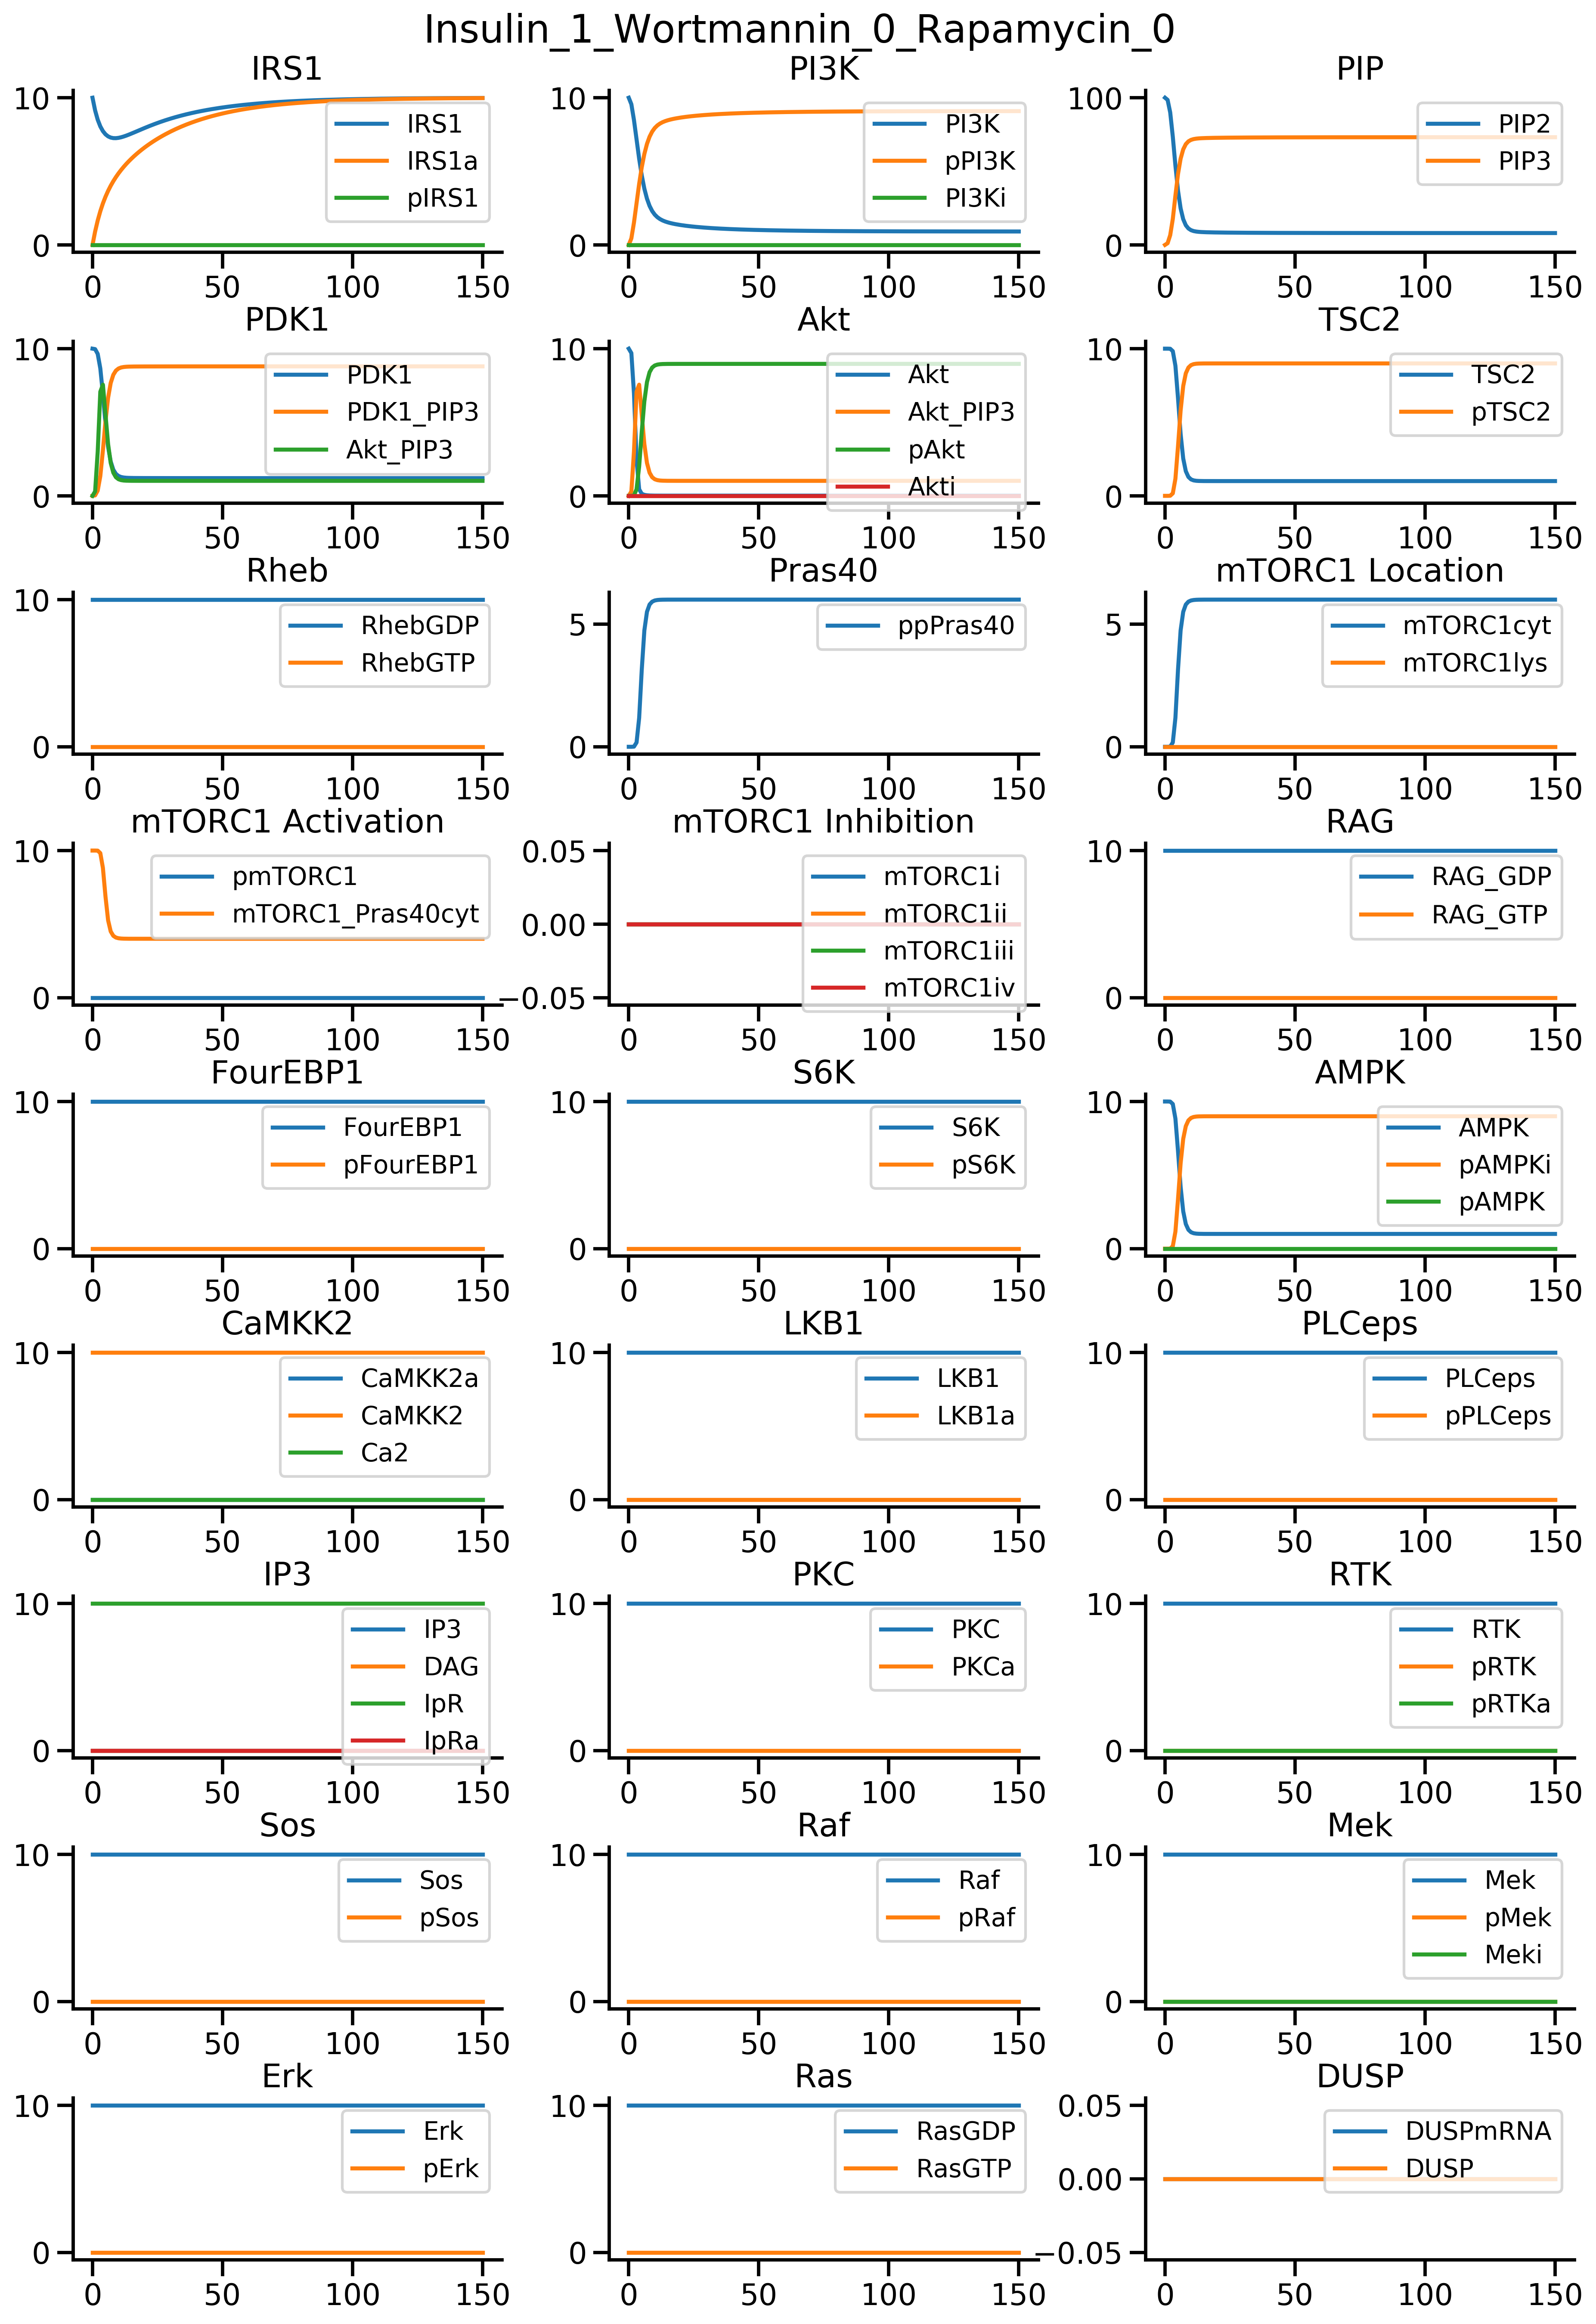 Insulin_1_Wortmannin_0_Rapamycin_0
IRS1
10
0
0 50 100 150
IRS1
IRS1a
pIRS1
PI3K
10
0
0 50 100 150
PI3K
pPI3K
PI3Ki
PIP
100
0
0 50 100 150
PIP2
PIP3
PDK1
10
0
0 50 100 150
PDK1
PDK1_PIP3
Akt_PIP3
Akt
10
0
0 50 100 150
Akt
Akt_PIP3
pAkt
Akti
TSC2
10
0
0 50 100 150
TSC2
pTSC2
Rheb
10
0
0 50 100 150
RhebGDP
RhebGTP
Pras40
5
0
0 50 100 150
ppPras40
mTORC1 Location
5
0
0 50 100 150
mTORC1cyt
mTORC1lys
mTORC1 Activation
10
0
0 50 100 150
pmTORC1
mTORC1_Pras40cyt
mTORC1 Inhibition
0.05
0.00
−0.05
0 50 100 150
mTORC1i
mTORC1ii
mTORC1iii
mTORC1iv
RAG
10
0
0 50 100 150
RAG_GDP
RAG_GTP
FourEBP1
10
0
0 50 100 150
FourEBP1
pFourEBP1
S6K
10
0
0 50 100 150
S6K
pS6K
AMPK
10
0
0 50 100 150
AMPK
pAMPKi
pAMPK
CaMKK2
10
0
0 50 100 150
CaMKK2a
CaMKK2
Ca2
LKB1
10
0
0 50 100 150
LKB1
LKB1a
PLCeps
10
0
0 50 100 150
PLCeps
pPLCeps
IP3
10
0
0 50 100 150
IP3
DAG
IpR
IpRa
PKC
10
0
0 50 100 150
PKC
PKCa
RTK
10
0
0 50 100 150
RTK
pRTK
pRTKa
Sos
10
0
0 50 100 150
Sos
pSos
Raf
10
0
0 50 100 150
Raf
pRaf
Mek
10
0
0 50 100 150
Mek
pMek
Meki
Erk
10
0
0 50 100 150
Erk
pErk
Ras
10
0
0 50 100 150
RasGDP
RasGTP
DUSP
0.05
0.00
−0.05
0 50 100 150
DUSPmRNA
DUSP